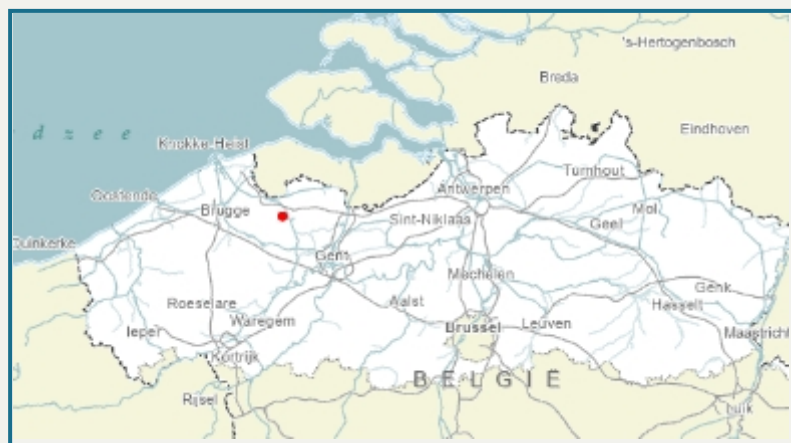 's-Hertogenbosch
Breda
Eindhoven
dzee
Knokke-Heist
Turnhout
Oostende
Antwerpen
Brugge
Sint-Niklaas
Geel
Mol
Duinkerke
Gent
Mechelen
Genk
Roeselare
Aalst
Hasselt
Ieper
Waregem
Brussel
Leuven
Maastricht
Kortrijk
BELGIË
Rijsel
Luik